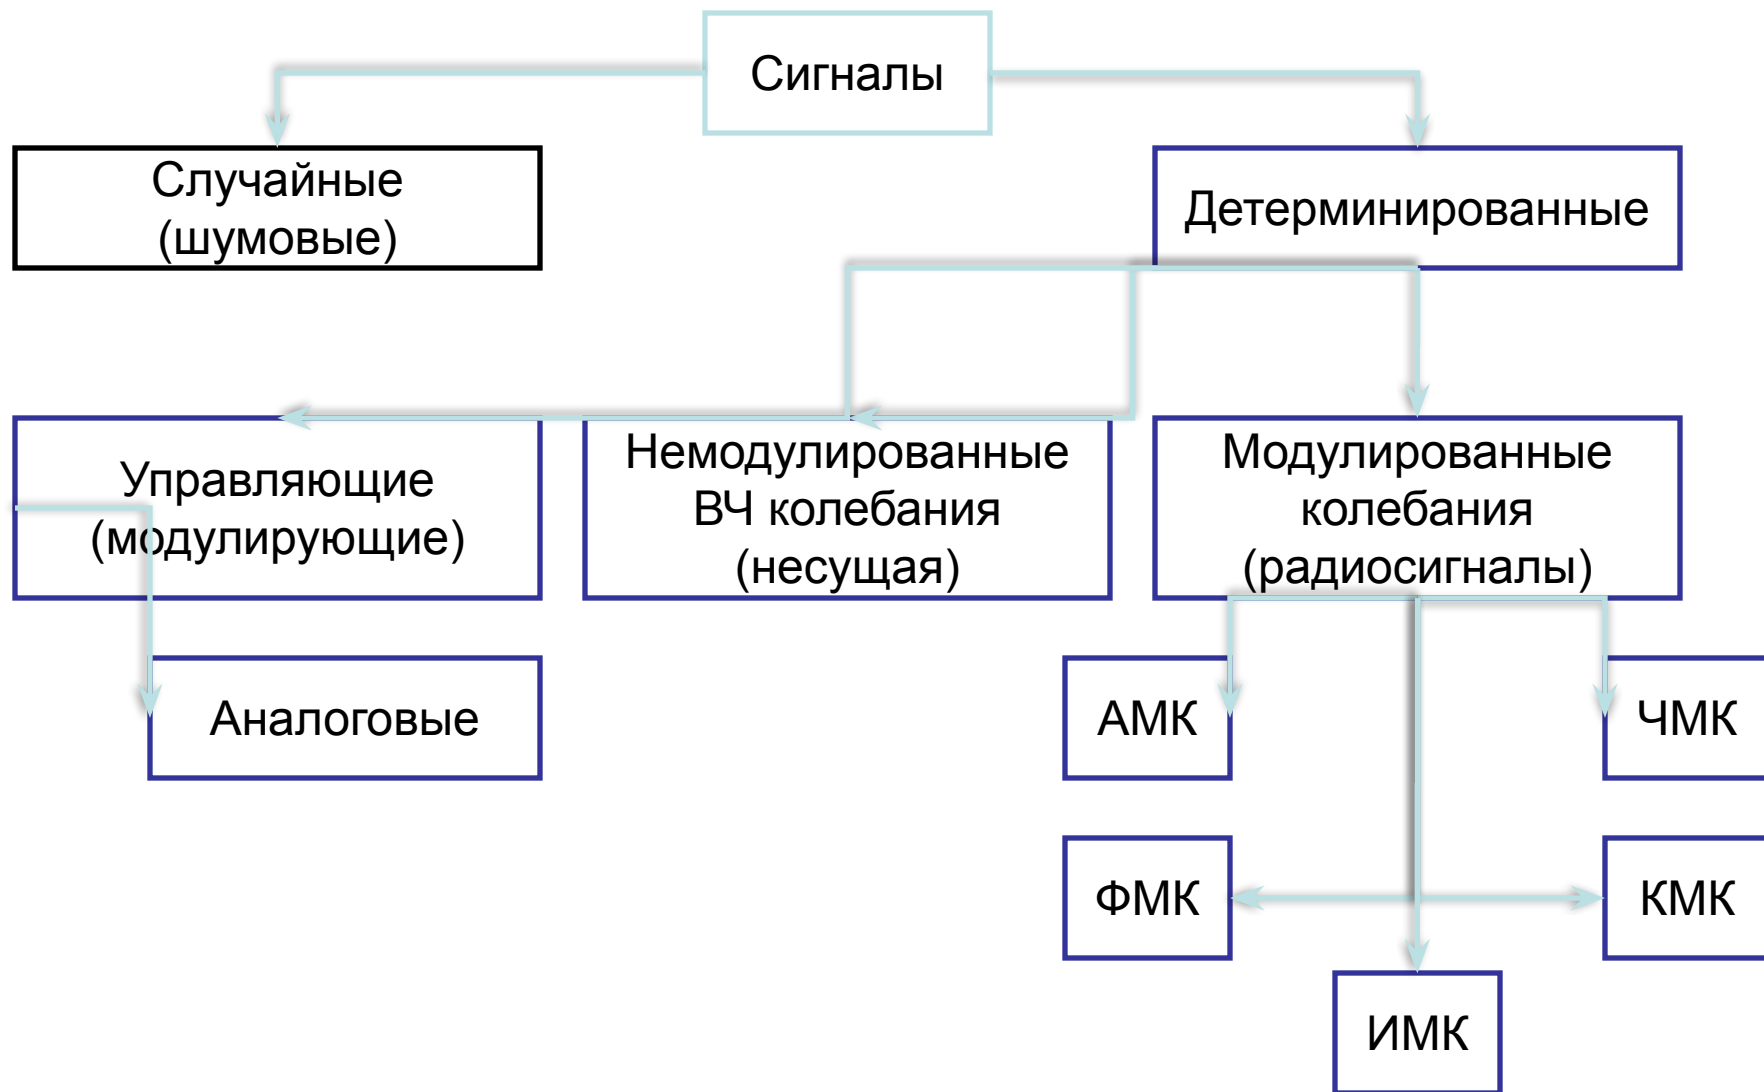 Сигналы
Случайные
(шумовые)
Детерминированные
Управляющие
(модулирующие)
Немодулированные
ВЧ колебания
(несущая)
Модулированные
колебания
(радиосигналы)
Аналоговые
АМК
ЧМК
ФМК
КМК
ИМК